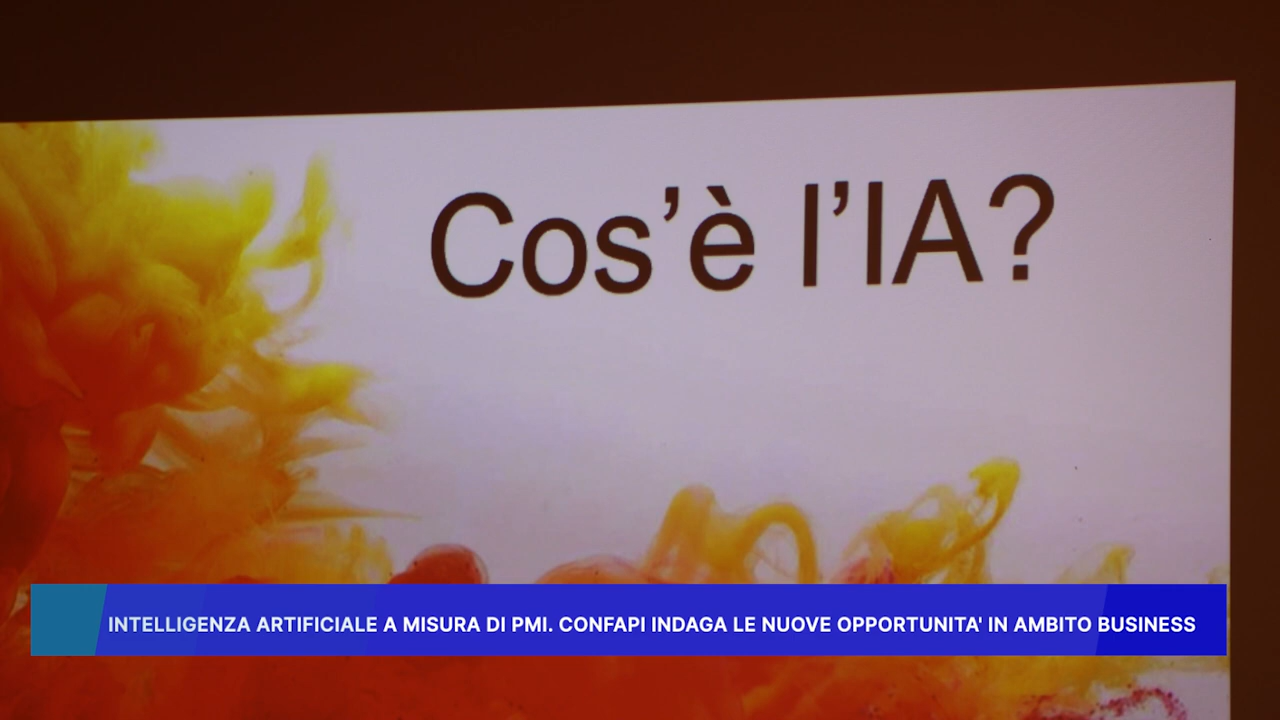 Cos'è l'IA?
INTELLIGENZA ARTIFICIALE A MISURA DI PMI. CONFAPI INDAGA LE NUOVE OPPORTUNITA' IN AMBITO BUSINESS